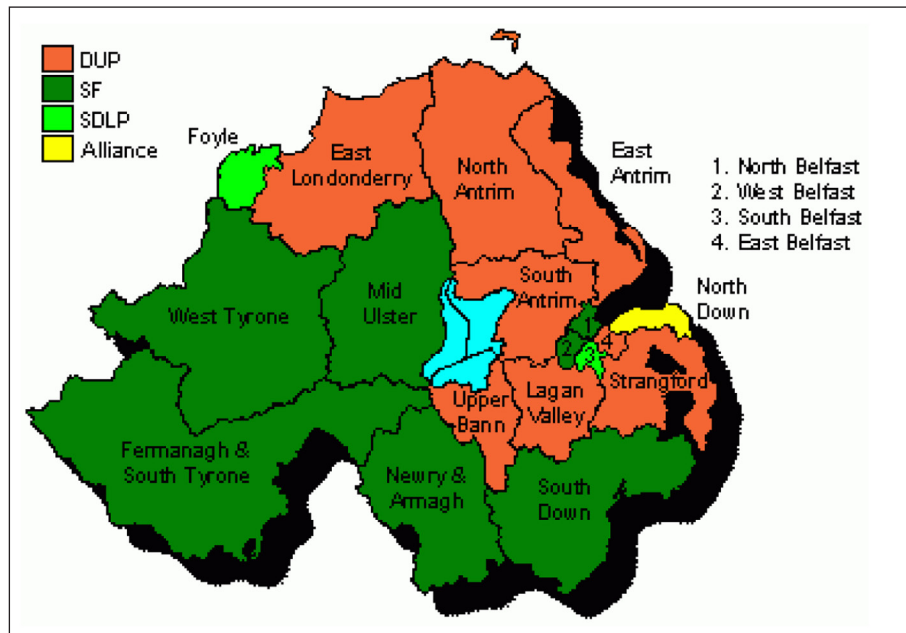 DUP
SF
SDLP
Alliance
Foyle
East
Londonderry
North
Antrim
East
Antrim
1. North Belfast
2. West Belfast
3. South Belfast
4. East Belfast
South
Antrim
North
Down
West Tyrone
Mid
Ulster
1
2
3
4
Upper
Bann
Lagan
Valley
Strangford
Fermanagh &
South Tyrone
Newry &
Armagh
South
Down